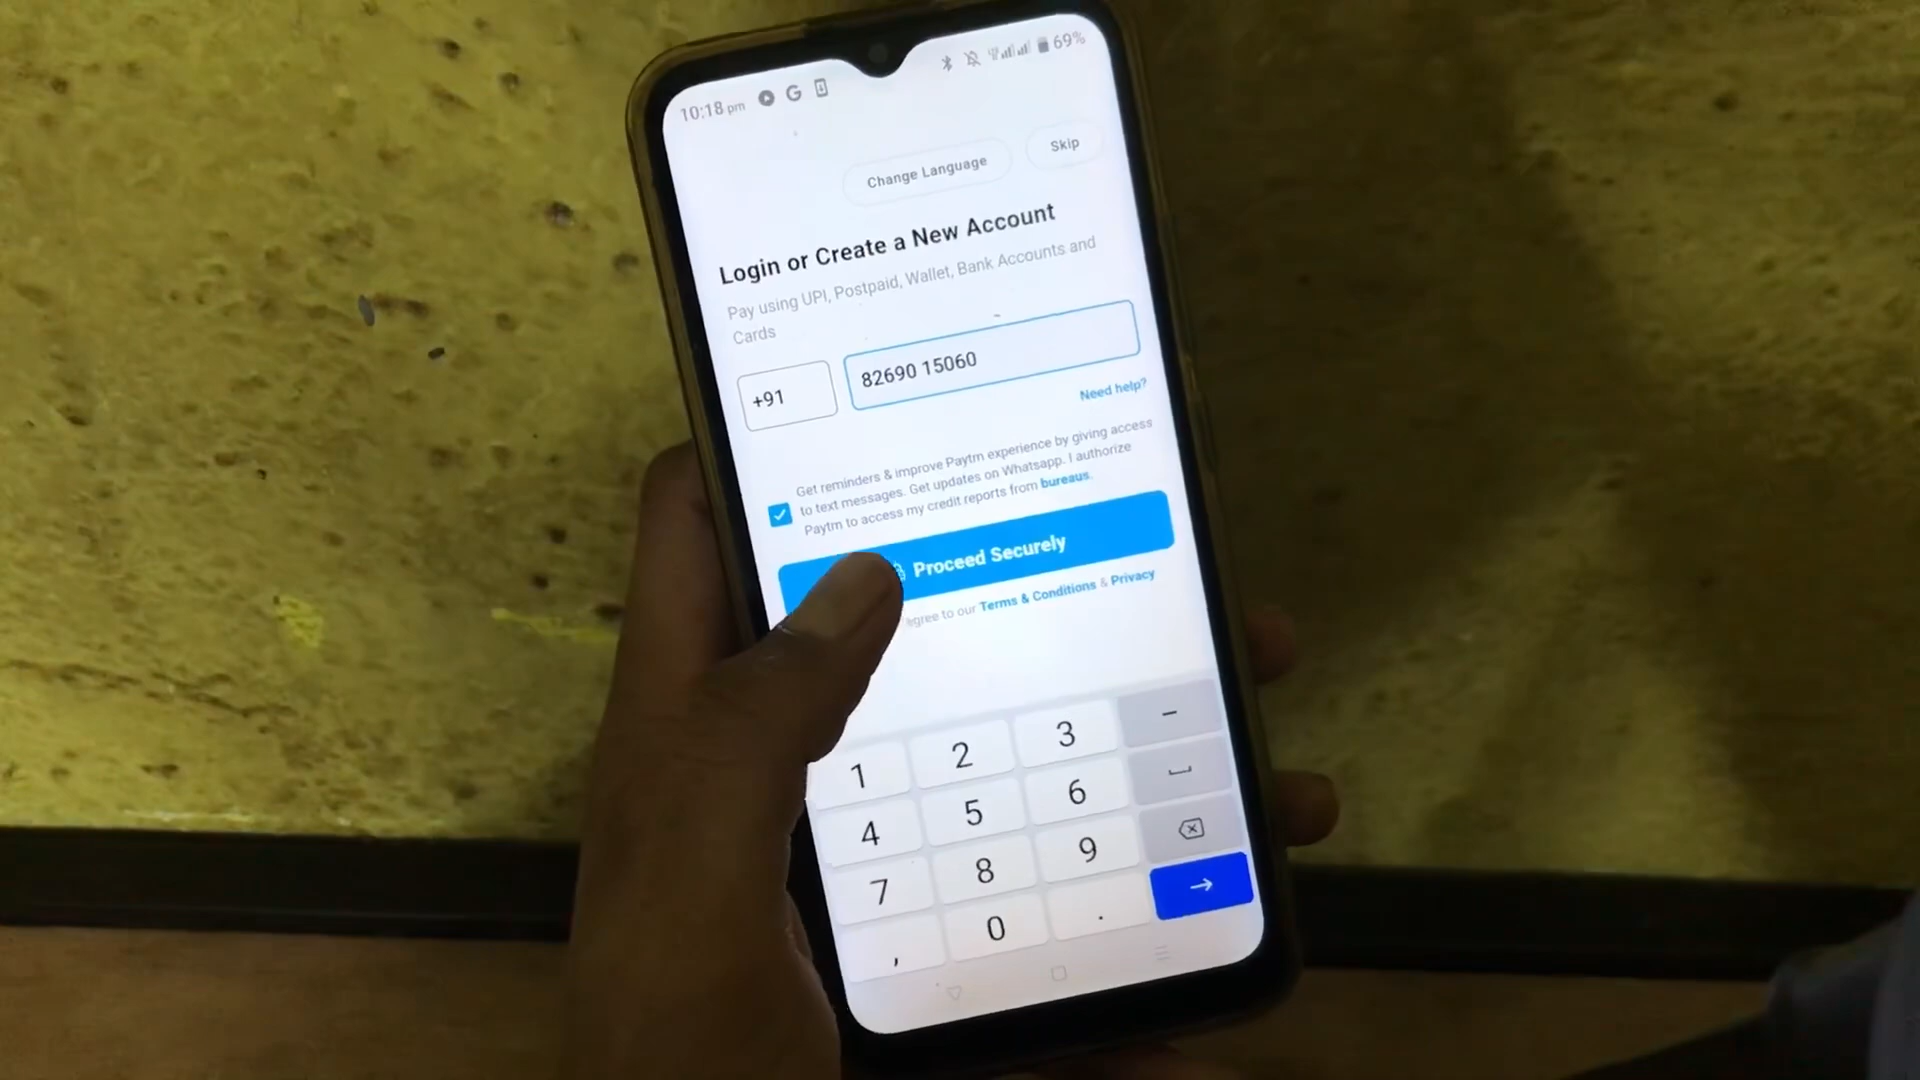 10:18 pm G 69%
Change Language Skip
Login or Create a New Account
Pay using UPI, Postpaid, Wallet, Bank Accounts and
Cards
+91 82690 15060
Need help?
Get reminders & improve Paytm experience by giving access
to text messages. Get updates on Whatsapp. I authorize
Paytm to access my credit reports from bureaus.
Proceed Securely
agree to our Terms & Conditions & Privacy
1 2 3 -
4 5 6
7 8 9
, 0 .